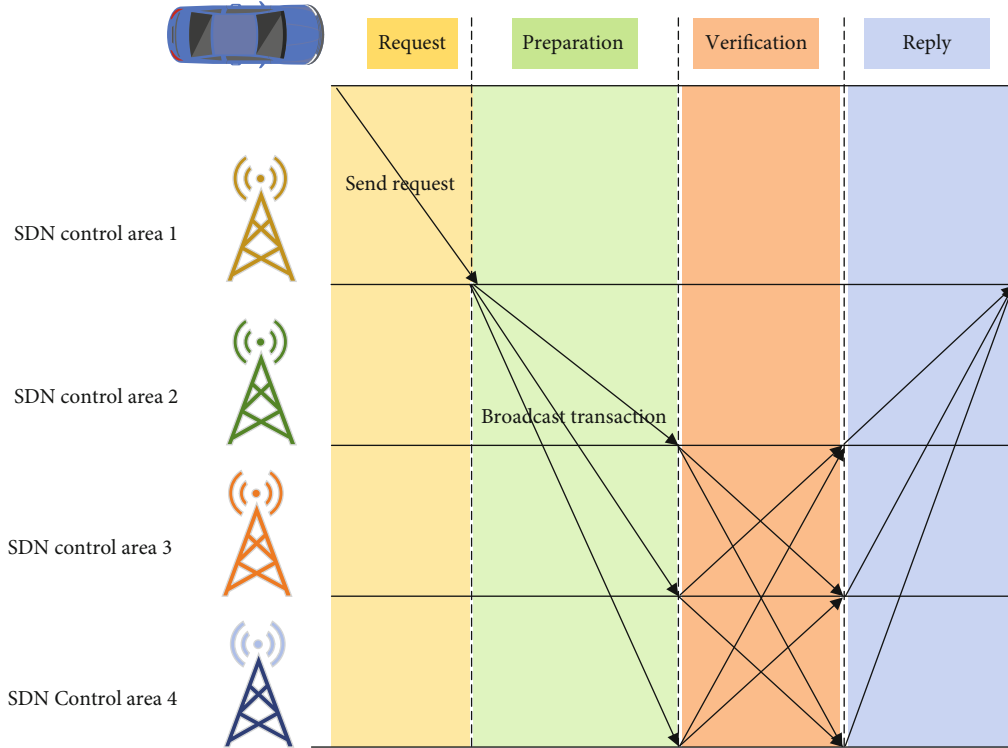 Request
Preparation
Verification
Reply
Send request
SDN control area 1
SDN control area 2
Broadcast transaction
SDN control area 3
SDN Control area 4